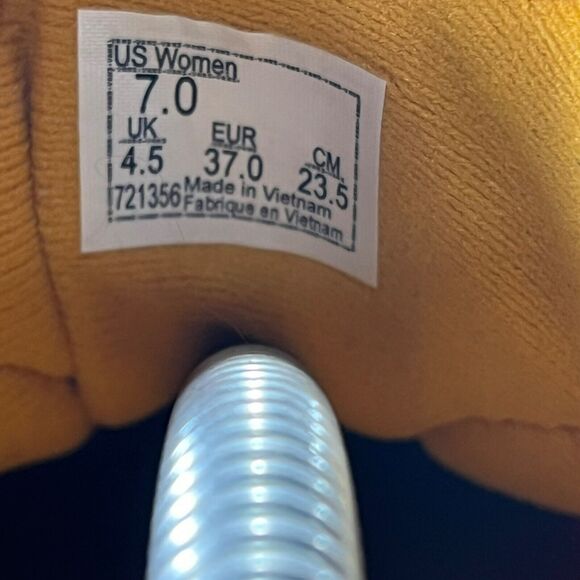 US Women
7.0
UK EUR CM
4.5 37.0 23.5
721356 Made in Vietnam
Fabrique en Vietnam